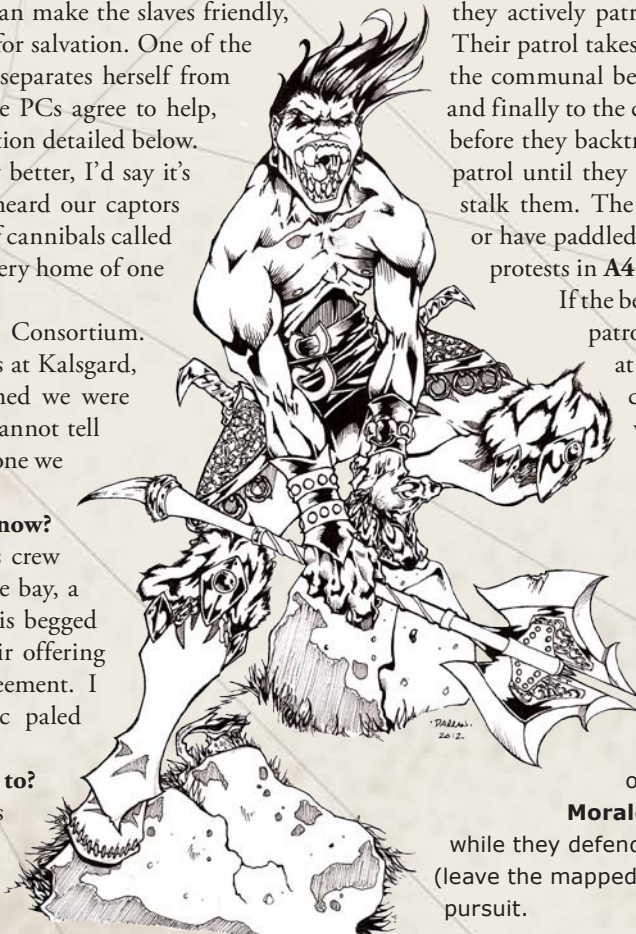 an make the slaves friendly,
for salvation. One of the
separates herself from
e PCs agree to help,
tion detailed below.
better, I'd say it's
heard our captors
f cannibals called
ery home of one
Consortium.
s at Kalsgard,
ned we were
annot tell
one we
now?
s crew
e bay, a
is begged
ir offering
eement. I
c paled
to?
s
they actively patr
Their patrol takes
the communal be
and finally to the c
before they backtr
patrol until they
stalk them. The
or have paddled
protests in A4
If the be
patro
at
c
DARREN.
2012.
o
Morale
while they defend
(leave the mapped
pursuit.